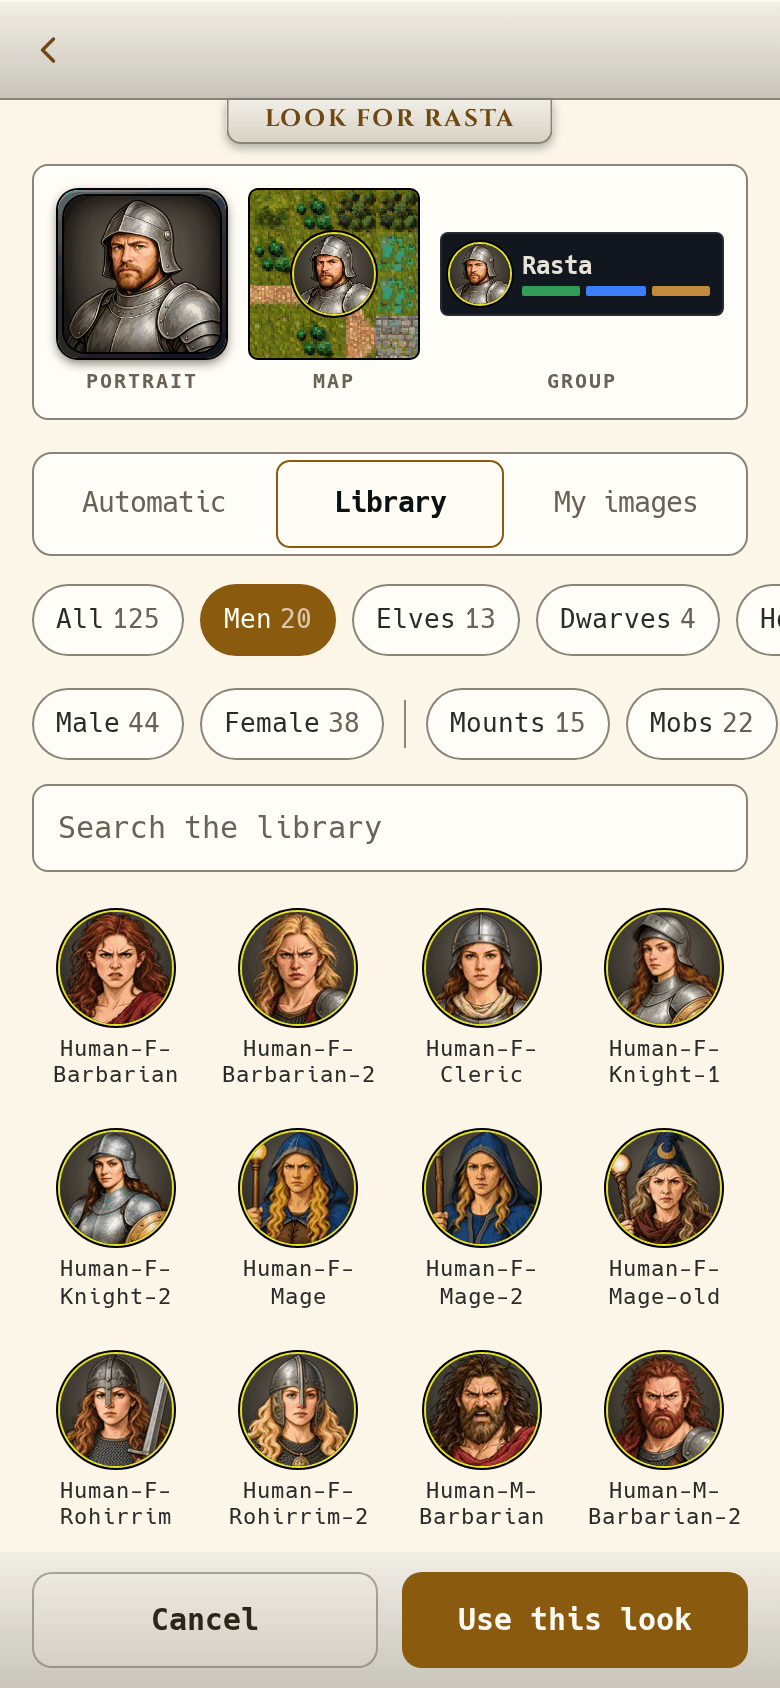 LOOK FOR RASTA
Rasta
PORTRAIT MAP GROUP
Automatic Library My images
All 125 Men 20 Elves 13 Dwarves 4
Male 44 Female 38 Mounts 15 Mobs 22
Search the library
Human-F-Barbarian
Human-F-Barbarian-2
Human-F-Cleric
Human-F-Knight-1
Human-F-Knight-2
Human-F-Mage
Human-F-Mage-2
Human-F-Mage-old
Human-F-Rohirrim
Human-F-Rohirrim-2
Human-M-Barbarian
Human-M-Barbarian-2
Cancel Use this look